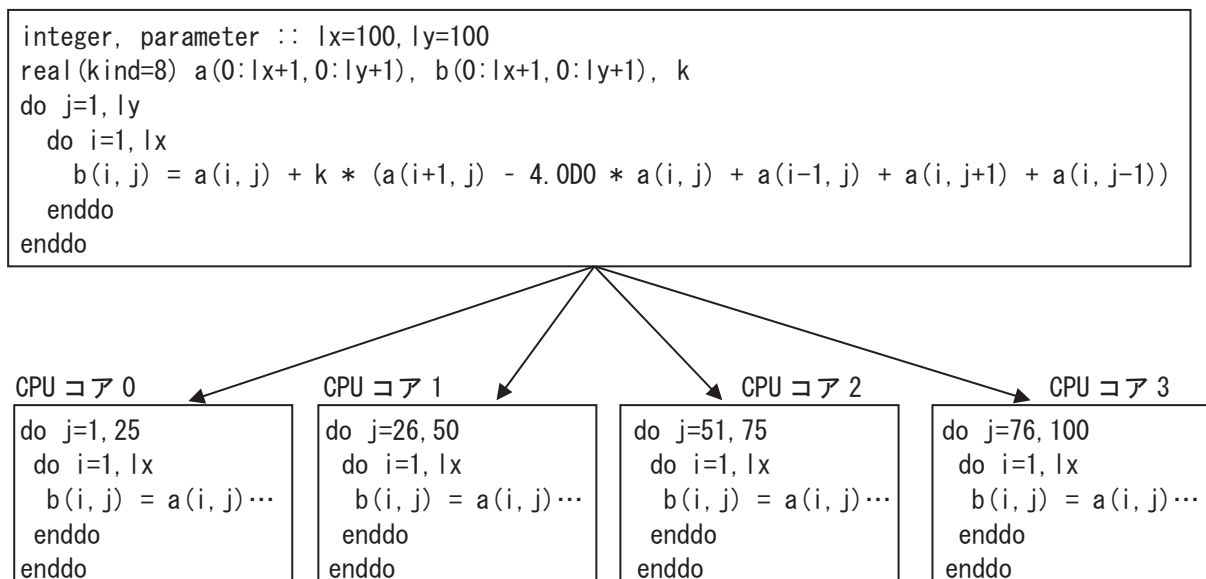 integer, parameter :: lx=100,ly=100
real(kind=8) a(0:lx+1,0:ly+1), b(0:lx+1,0:ly+1), k
do j=1,ly
do i=1,lx
b(i,j) = a(i,j) + k * (a(i+1,j) - 4.0D0 * a(i,j) + a(i-1,j) + a(i,j+1) + a(i,j-1))
enddo
enddo
CPU コア 0
do j=1,25
do i=1,lx
b(i,j) = a(i,j)…
enddo
enddo
CPU コア 1
do j=26,50
do i=1,lx
b(i,j) = a(i,j)…
enddo
enddo
CPU コア 2
do j=51,75
do i=1,lx
b(i,j) = a(i,j)…
enddo
enddo
CPU コア 3
do j=76,100
do i=1,lx
b(i,j) = a(i,j)…
enddo
enddo